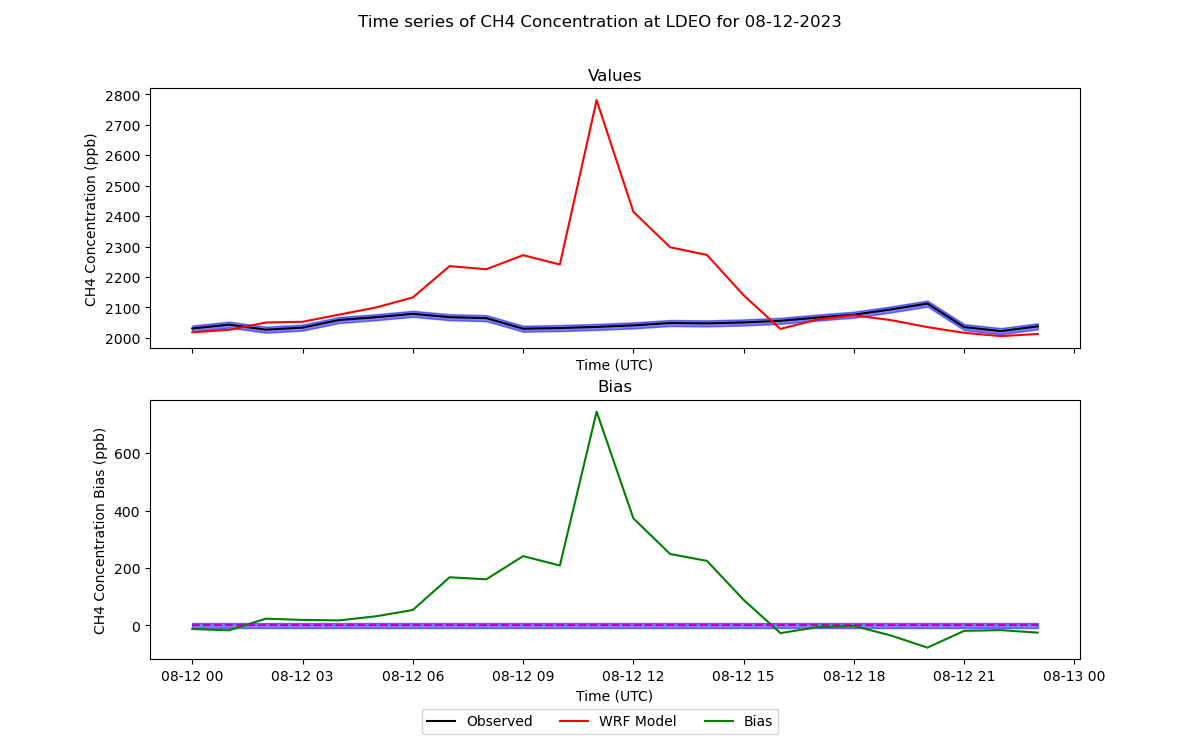 Time series of CH4 Concentration at LDEO for 08-12-2023
Values
CH4 Concentration (ppb)
2800
2700
2600
2500
2400
2300
2200
2100
2000
Time (UTC)
Bias
CH4 Concentration Bias (ppb)
600
400
200
0
08-12 00 08-12 03 08-12 06 08-12 09 08-12 12 08-12 15 08-12 18 08-12 21 08-13 00
Time (UTC)
Observed WRF Model Bias